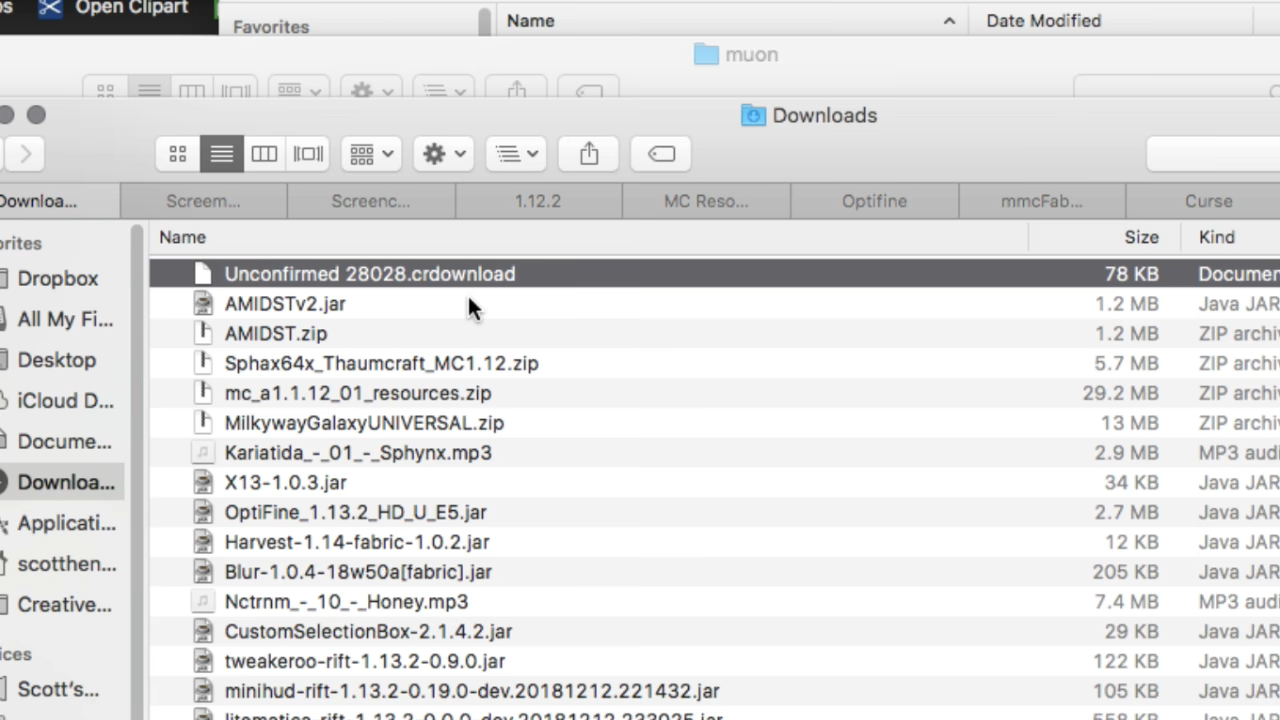 Open Clipart
Favorites
Name
Date Modified
muon
Downloads
Downloa... Screem... Screenc... 1.12.2 MC Reso... Optifine mmcFab... Curse
Name Size Kind
Dropbox
All My Fi...
Desktop
iCloud D...
Docume...
Downloa...
Applicati...
scotthen...
Creative...
Scott's...
Unconfirmed 28028.crdownload 78 KB Documen
AMIDSTv2.jar 1.2 MB Java JAR
AMIDST.zip 1.2 MB ZIP archi
Sphax64x_Thaumcraft_MC1.12.zip 5.7 MB ZIP archi
mc_a1.1.12_01_resources.zip 29.2 MB ZIP archi
MilkywayGalaxyUNIVERSAL.zip 13 MB ZIP archi
Kariatida_-_01_-_Sphynx.mp3 2.9 MB MP3 audi
X13-1.0.3.jar 34 KB Java JAR
OptiFine_1.13.2_HD_U_E5.jar 2.7 MB Java JAR
Harvest-1.14-fabric-1.0.2.jar 12 KB Java JAR
Blur-1.0.4-18w50a[fabric].jar 205 KB Java JAR
Nctrnm_-_10_-_Honey.mp3 7.4 MB MP3 audi
CustomSelectionBox-2.1.4.2.jar 29 KB Java JAR
tweakeroo-rift-1.13.2-0.9.0.jar 122 KB Java JAR
minihud-rift-1.13.2-0.19.0-dev.20181212.221432.jar 105 KB Java JAR